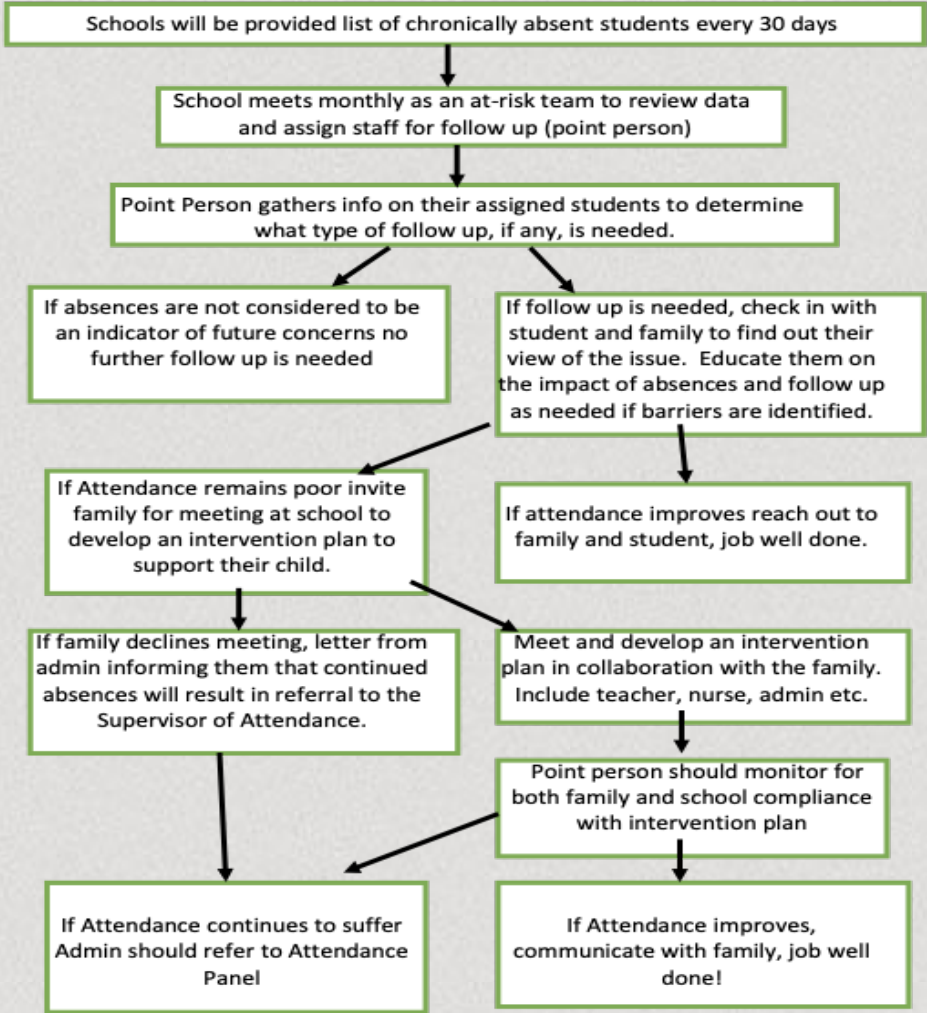 Schools will be provided list of chronically absent students every 30 days
School meets monthly as an at-risk team to review data
and assign staff for follow up (point person)
Point Person gathers info on their assigned students to determine
what type of follow up, if any, is needed.
If absences are not considered to be
an indicator of future concerns no
further follow up is needed
If follow up is needed, check in with
student and family to find out their
view of the issue.  Educate them on
the impact of absences and follow up
as needed if barriers are identified.
If Attendance remains poor invite
family for meeting at school to
develop an intervention plan to
support their child.
If attendance improves reach out to
family and student, job well done.
If family declines meeting, letter from
admin informing them that continued
absences will result in referral to the
Supervisor of Attendance.
Meet and develop an intervention
plan in collaboration with the family.
Include teacher, nurse, admin etc.
Point person should monitor for
both family and school compliance
with intervention plan
If Attendance continues to suffer
Admin should refer to Attendance
Panel
If Attendance improves,
communicate with family, job well
done!